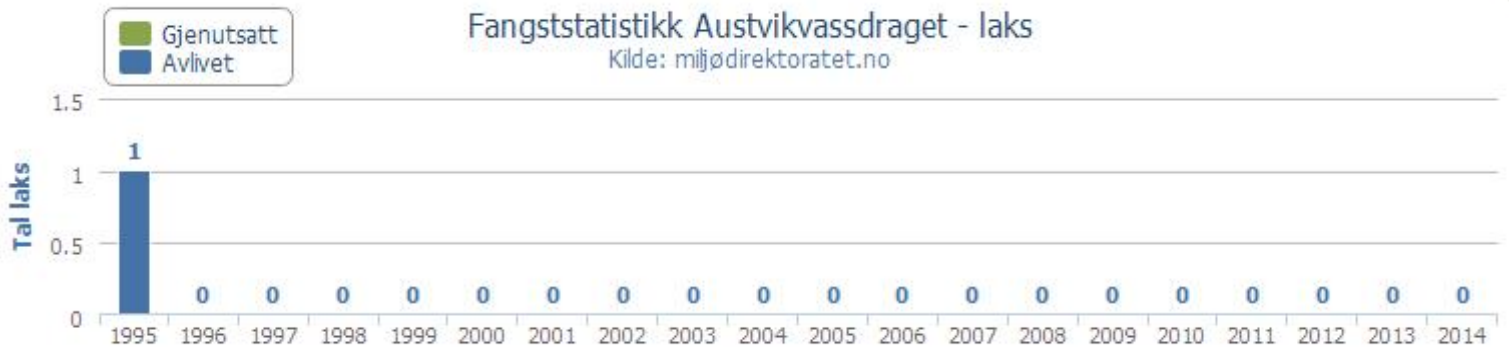 Gjenutsatt
Avlivet
Fangststatistikk Austvikvassdraget - laks
Kilde: miljødirektoratet.no
Tal laks
1.5
1
0.5
0
1 0 0 0 0 0 0 0 0 0 0 0 0 0 0 0 0 0 0 0
1995 1996 1997 1998 1999 2000 2001 2002 2003 2004 2005 2006 2007 2008 2009 2010 2011 2012 2013 2014